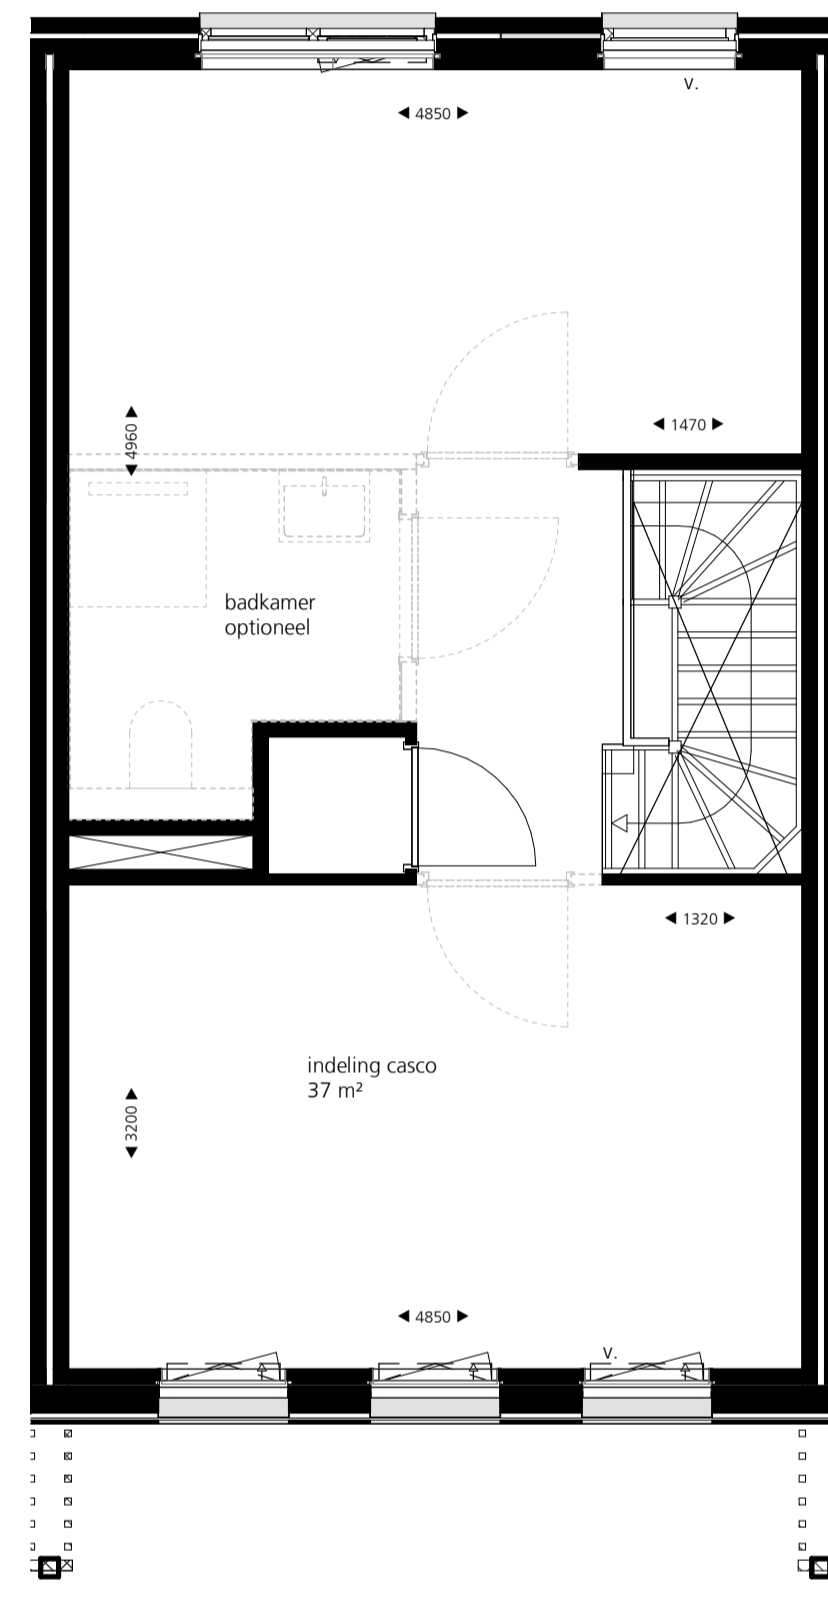 v.
4850
4960
1470
badkamer
optioneel
1320
indeling casco
37 m²
3200
4850
v.